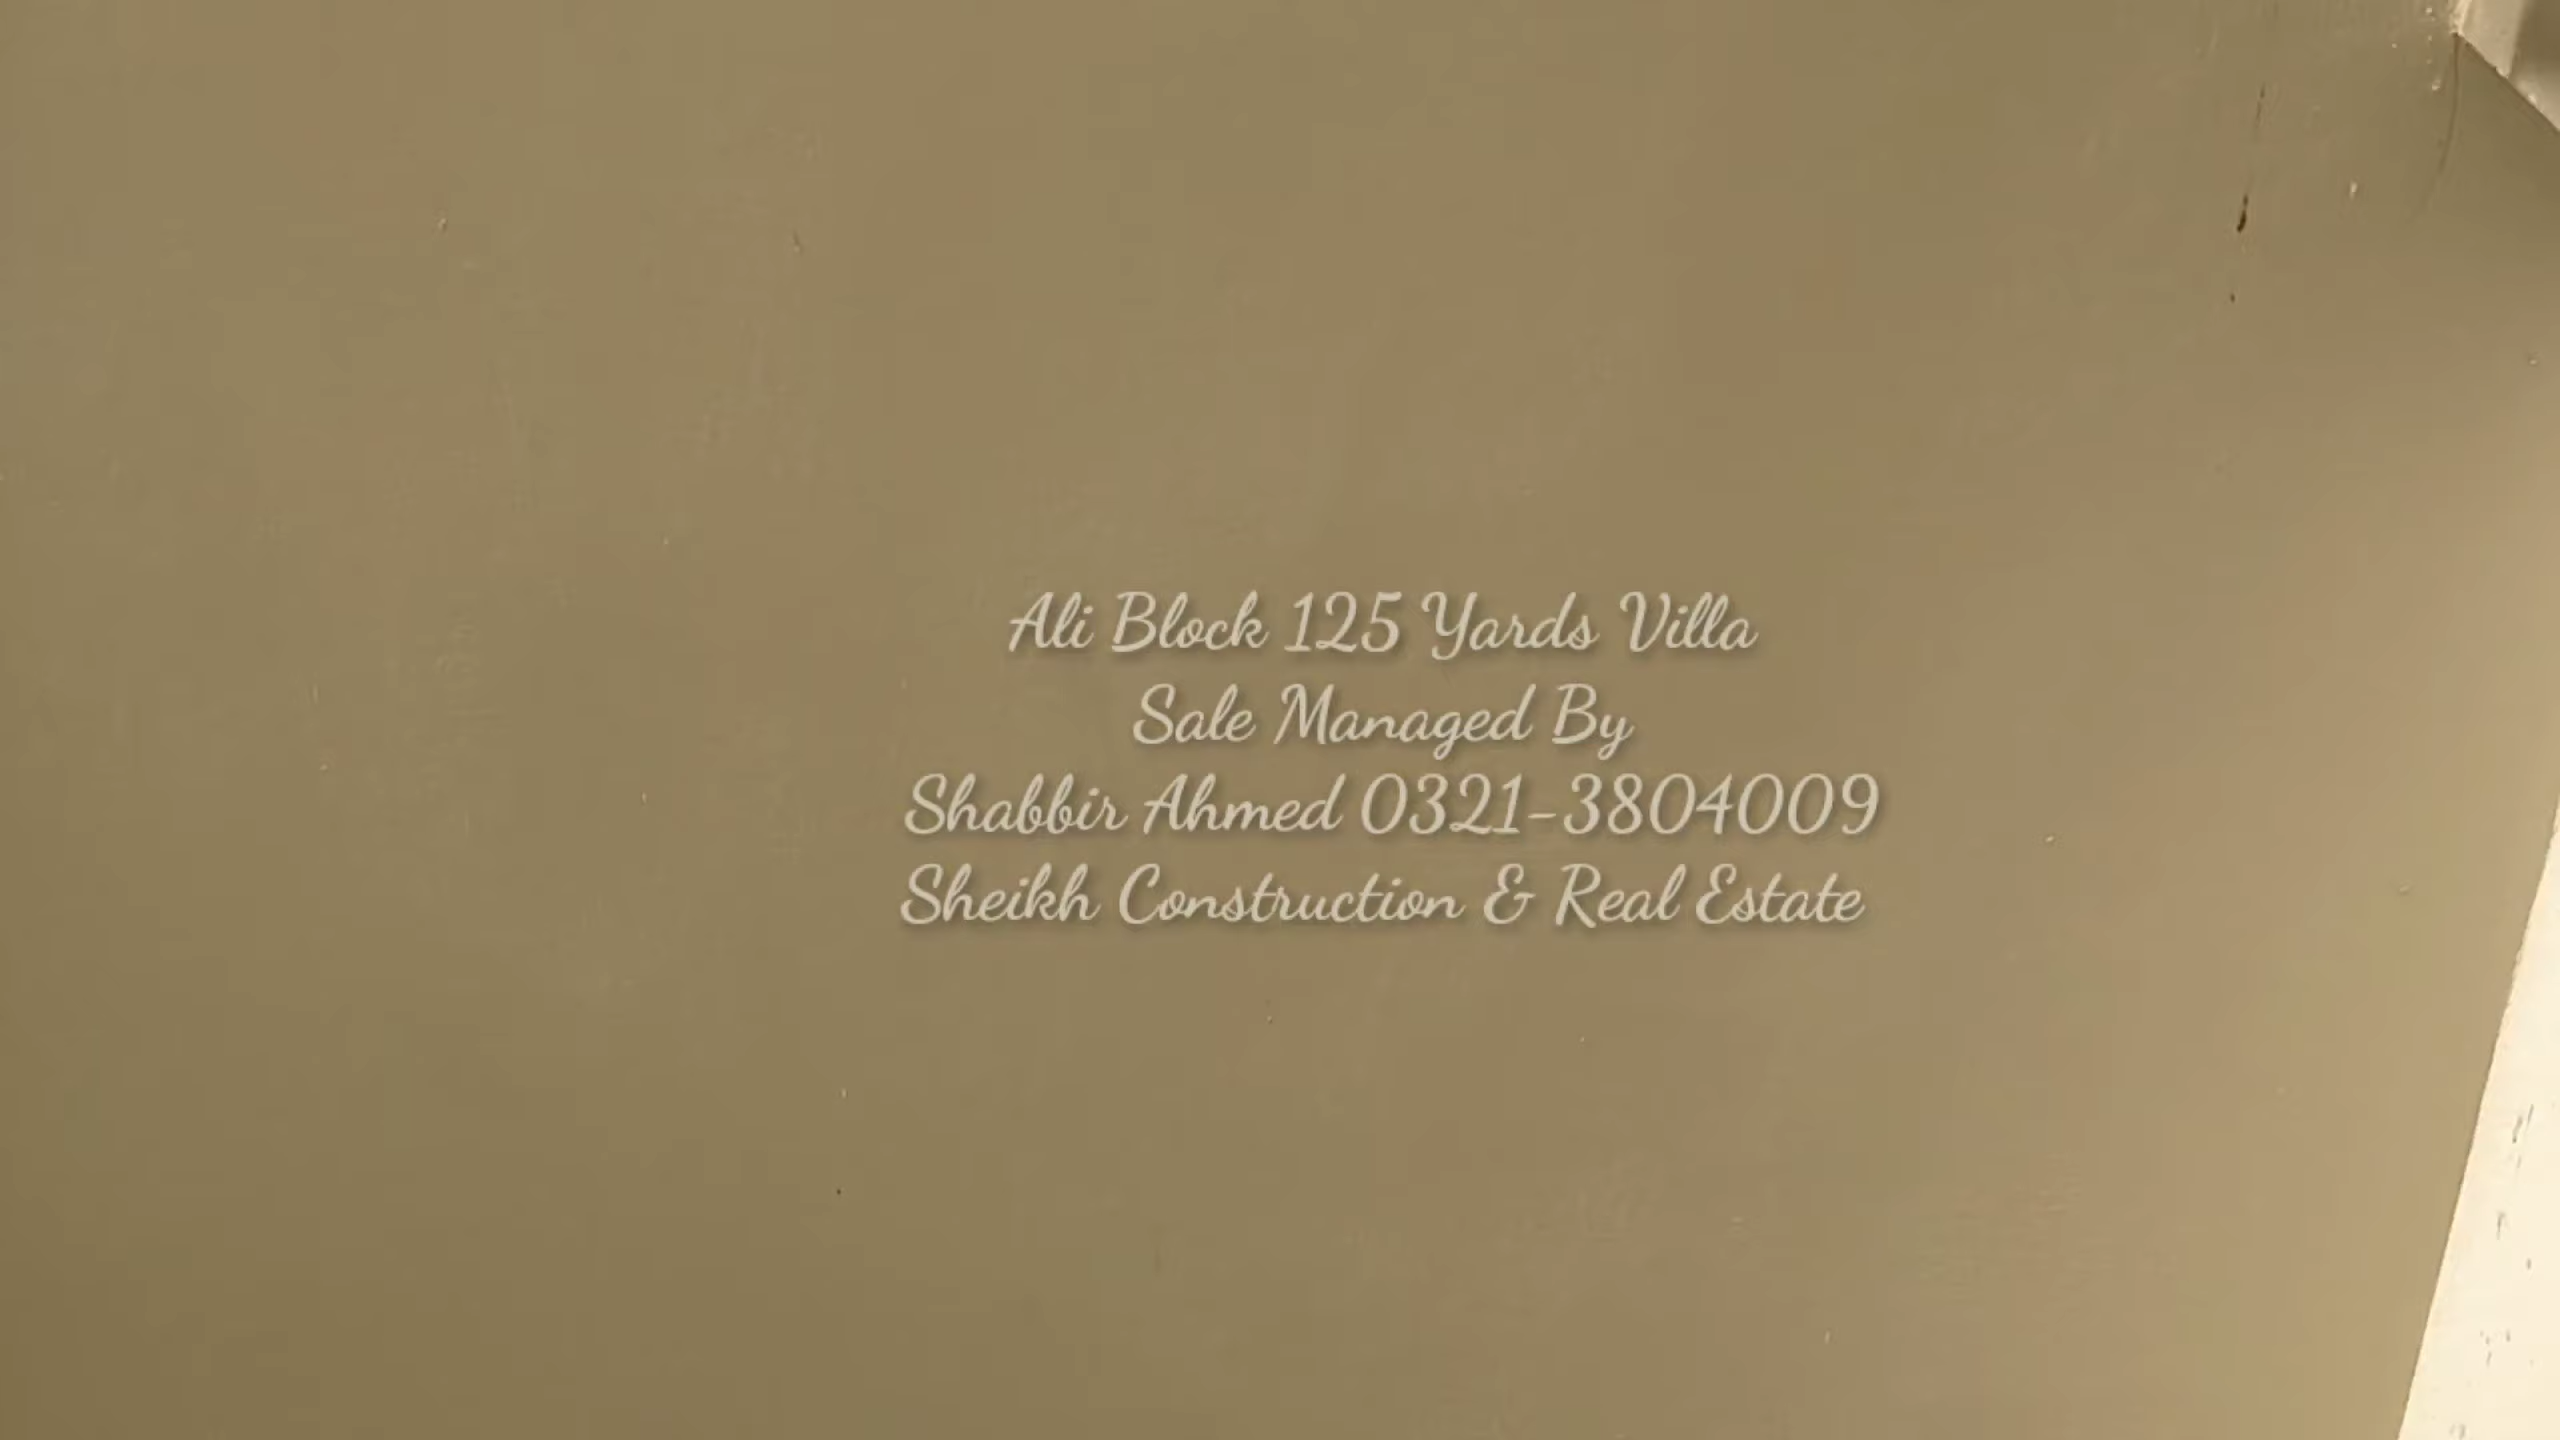 Ali Block 125 Yards Villa
Sale Managed By
Shabbir Ahmed 0321-3804009
Sheikh Construction & Real Estate